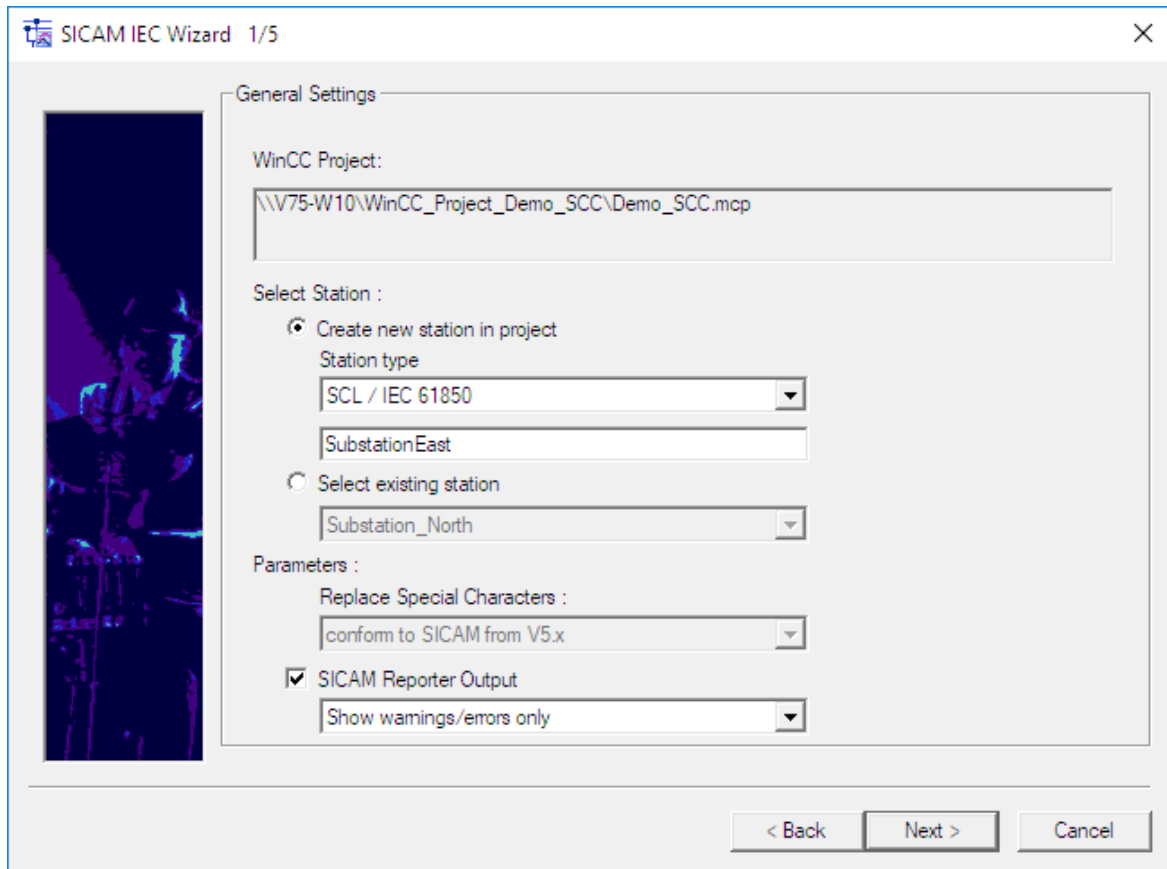 SICAM IEC Wizard 1/5
General Settings
WinCC Project:
\\V75-W10\WinCC_Project_Demo_SCC\Demo_SCC.mcp
Select Station :
Create new station in project
Station type
SCL / IEC 61850
SubstationEast
Select existing station
Substation_North
Parameters :
Replace Special Characters :
conform to SICAM from V5.x
SICAM Reporter Output
Show warnings/errors only
< Back Next > Cancel